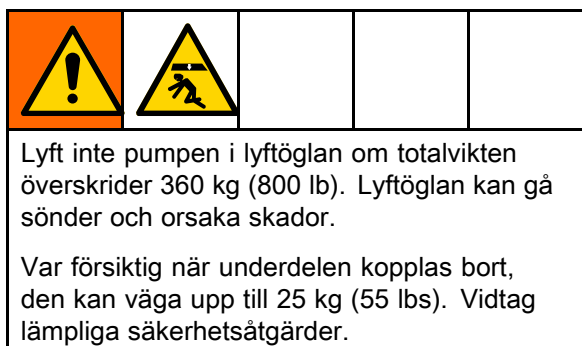 Lyft inte pumpen i lyftöglan om totalvikten
överskrider 360 kg (800 lb). Lyftöglan kan gå
sönder och orsaka skador.
Var försiktig när underdelen kopplas bort,
den kan väga upp till 25 kg (55 lbs). Vidtag
lämpliga säkerhetsåtgärder.